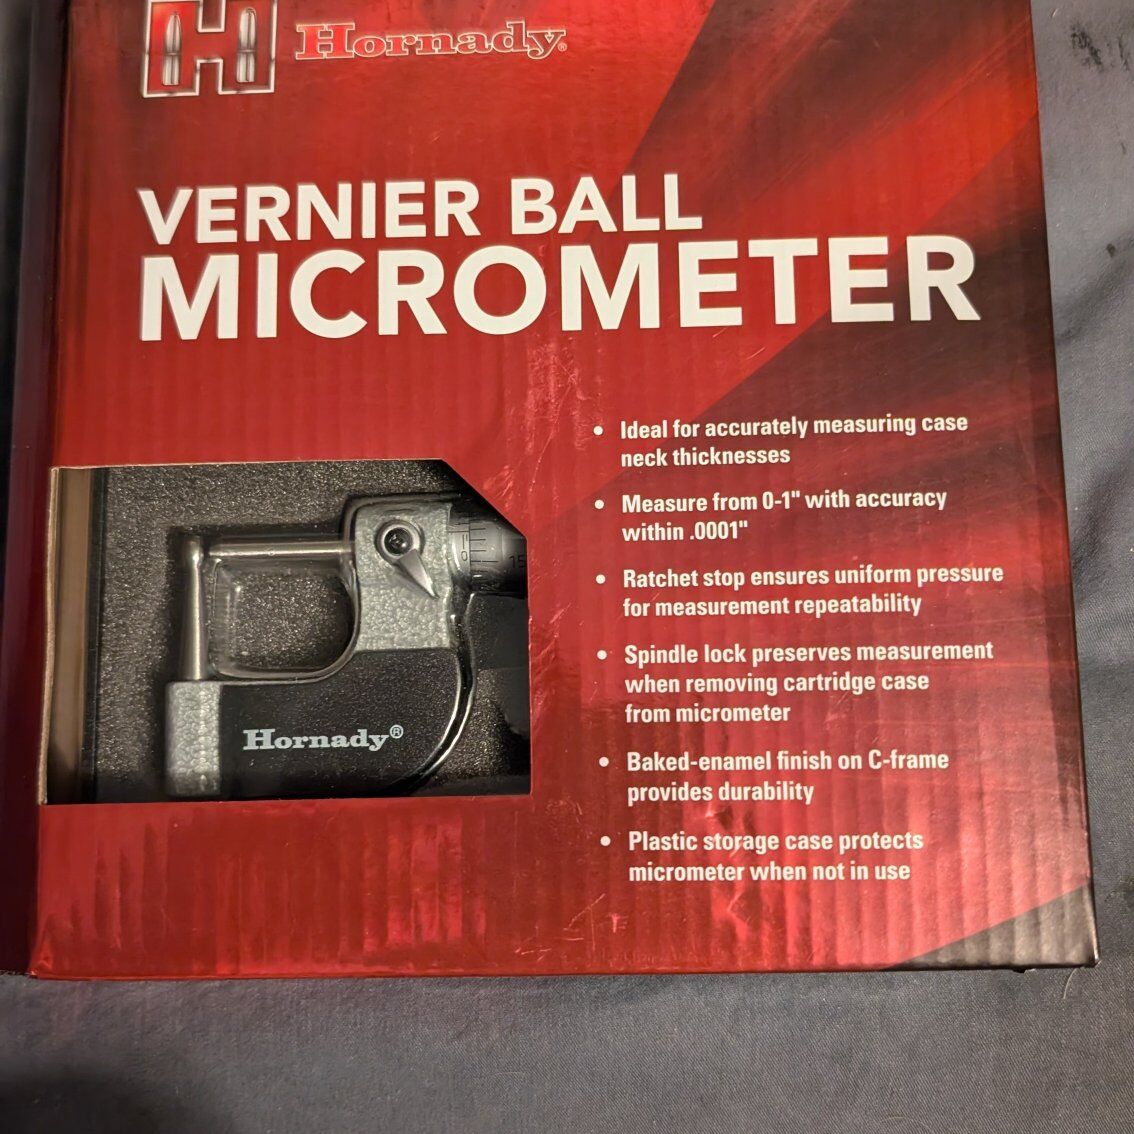 H Hornady®
VERNIER BALL
MICROMETER
• Ideal for accurately measuring case
neck thicknesses
• Measure from 0-1" with accuracy
within .0001"
• Ratchet stop ensures uniform pressure
for measurement repeatability
• Spindle lock preserves measurement
when removing cartridge case
from micrometer
• Baked-enamel finish on C-frame
provides durability
• Plastic storage case protects
micrometer when not in use
0
15
Hornady®